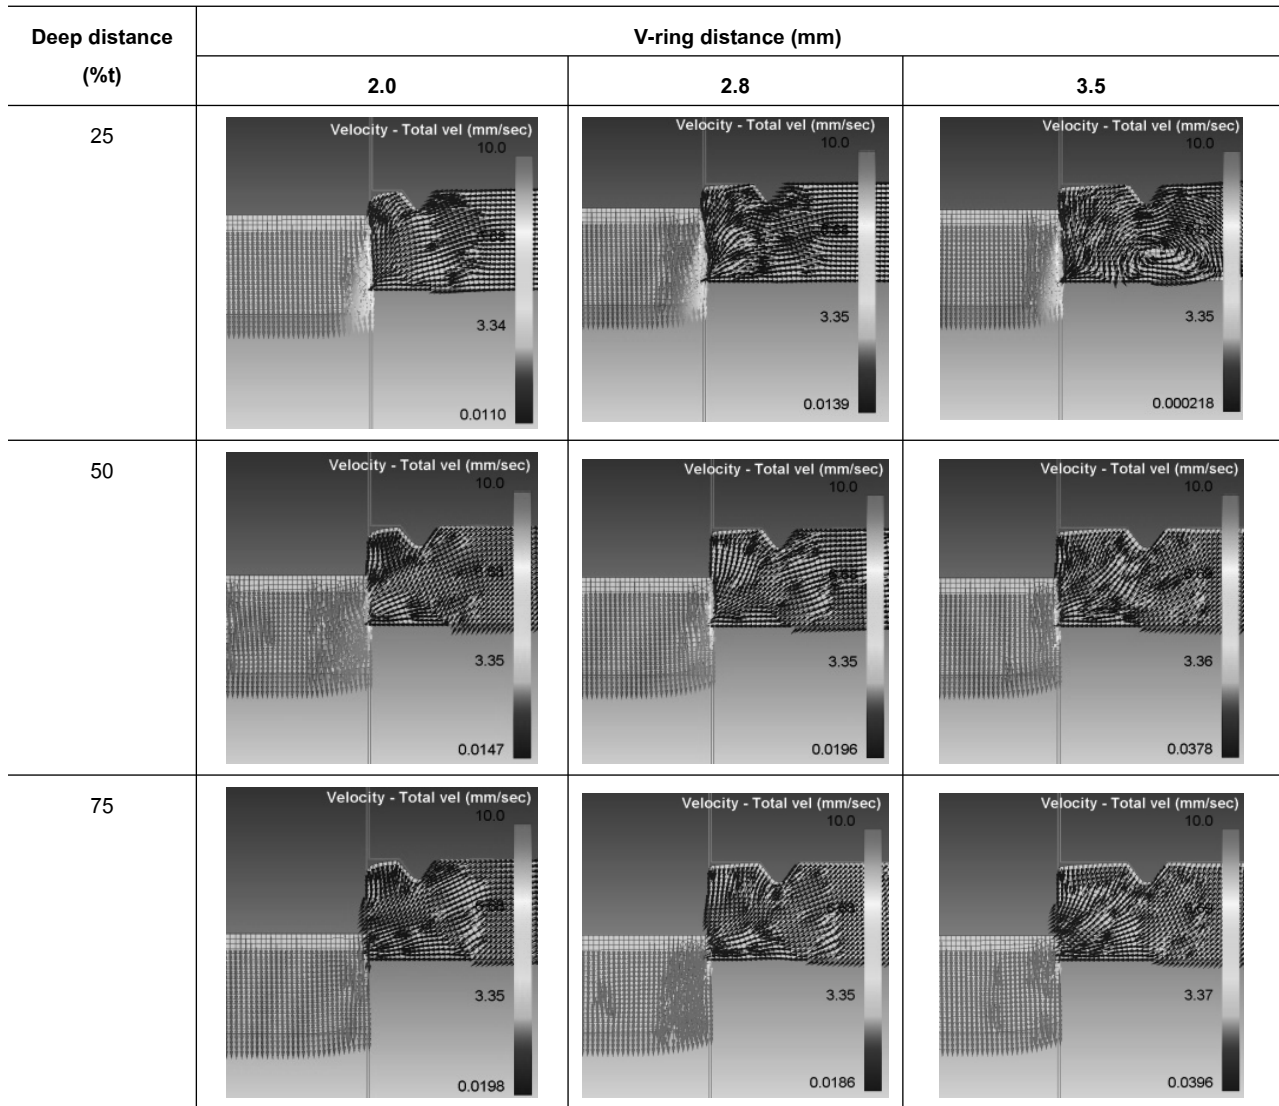 Deep distance
(%t)
V-ring distance (mm)
2.0
2.8
3.5
25
Velocity - Total vel (mm/sec)
10.0
3.34
0.0110
Velocity - Total vel (mm/sec)
10.0
3.35
0.0139
Velocity - Total vel (mm/sec)
10.0
3.35
0.000218
50
Velocity - Total vel (mm/sec)
10.0
3.35
0.0147
Velocity - Total vel (mm/sec)
10.0
6.68
3.35
0.0196
Velocity - Total vel (mm/sec)
10.0
3.36
0.0378
75
Velocity - Total vel (mm/sec)
10.0
3.35
0.0198
Velocity - Total vel (mm/sec)
10.0
3.35
0.0186
Velocity - Total vel (mm/sec)
10.0
3.37
0.0396